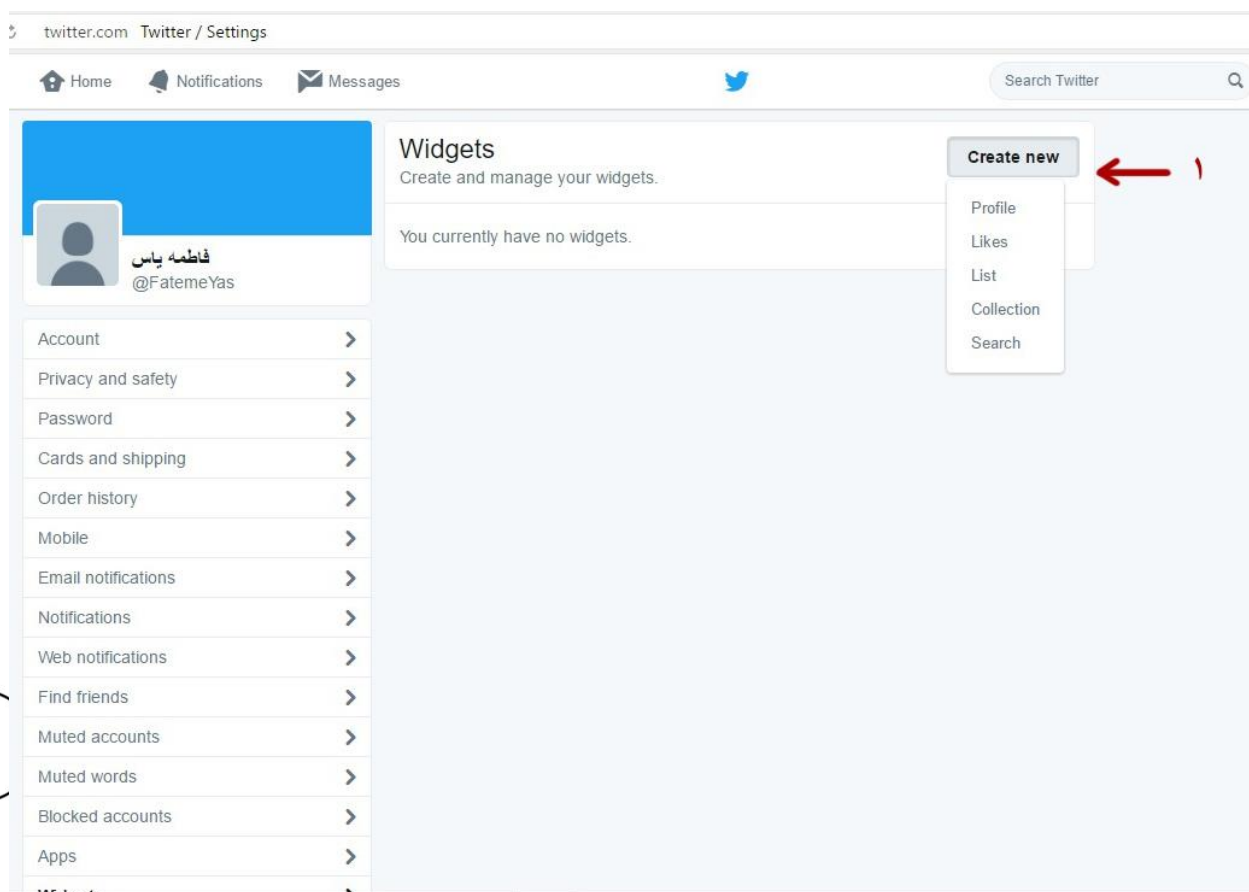 twitter.com Twitter / Settings
Home Notifications Messages Search Twitter
Widgets
Create and manage your widgets.
Create new
۱
Profile
Likes
List
Collection
Search
You currently have no widgets.
فاطمه یاس
@FatemeYas
Account
Privacy and safety
Password
Cards and shipping
Order history
Mobile
Email notifications
Notifications
Web notifications
Find friends
Muted accounts
Muted words
Blocked accounts
Apps